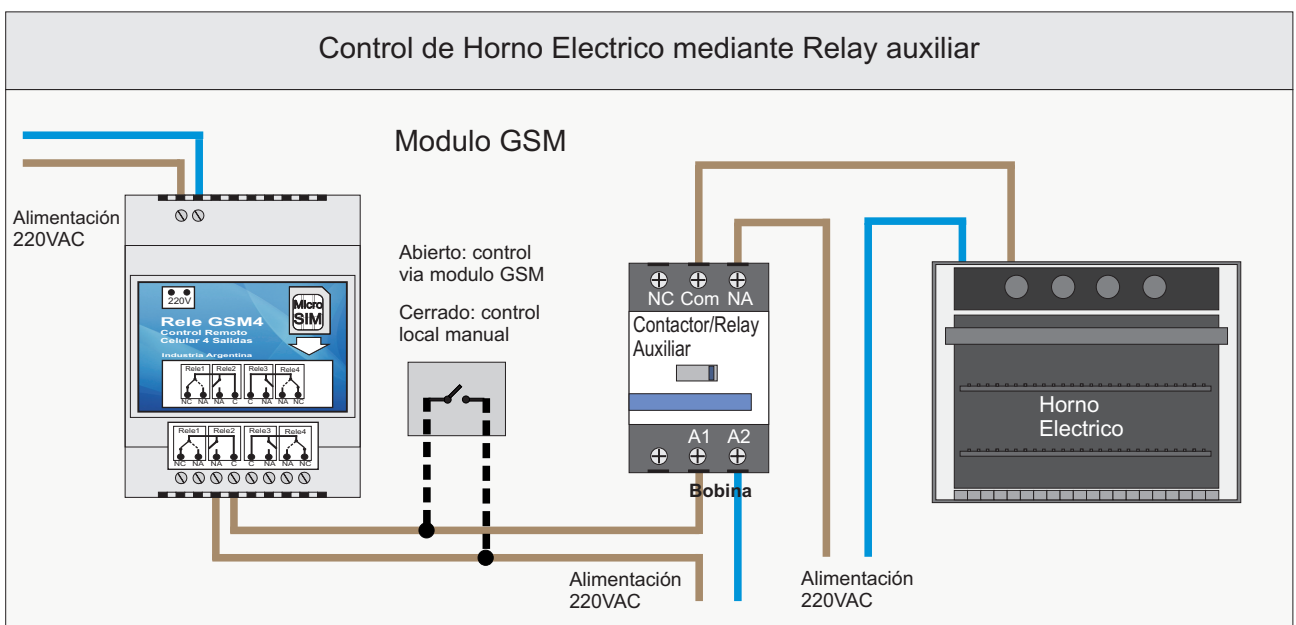 Control de Horno Electrico mediante Relay auxiliar
Modulo GSM
Alimentación
220VAC
220V
Micro
SIM
Rele GSM4
Control Remoto
Celular 4 Salidas
Industria Argentina
Rele1 Rele2 Rele3 Rele4
NC NA NA C C NA NA NC
Rele1 Rele2 Rele3 Rele4
NC NA NA C C NA NA NC
Abierto: control
via modulo GSM
Cerrado: control
local manual
NC Com NA
Contactor/Relay
Auxiliar
A1 A2
Bobina
Alimentación
220VAC
Alimentación
220VAC
Horno
Electrico